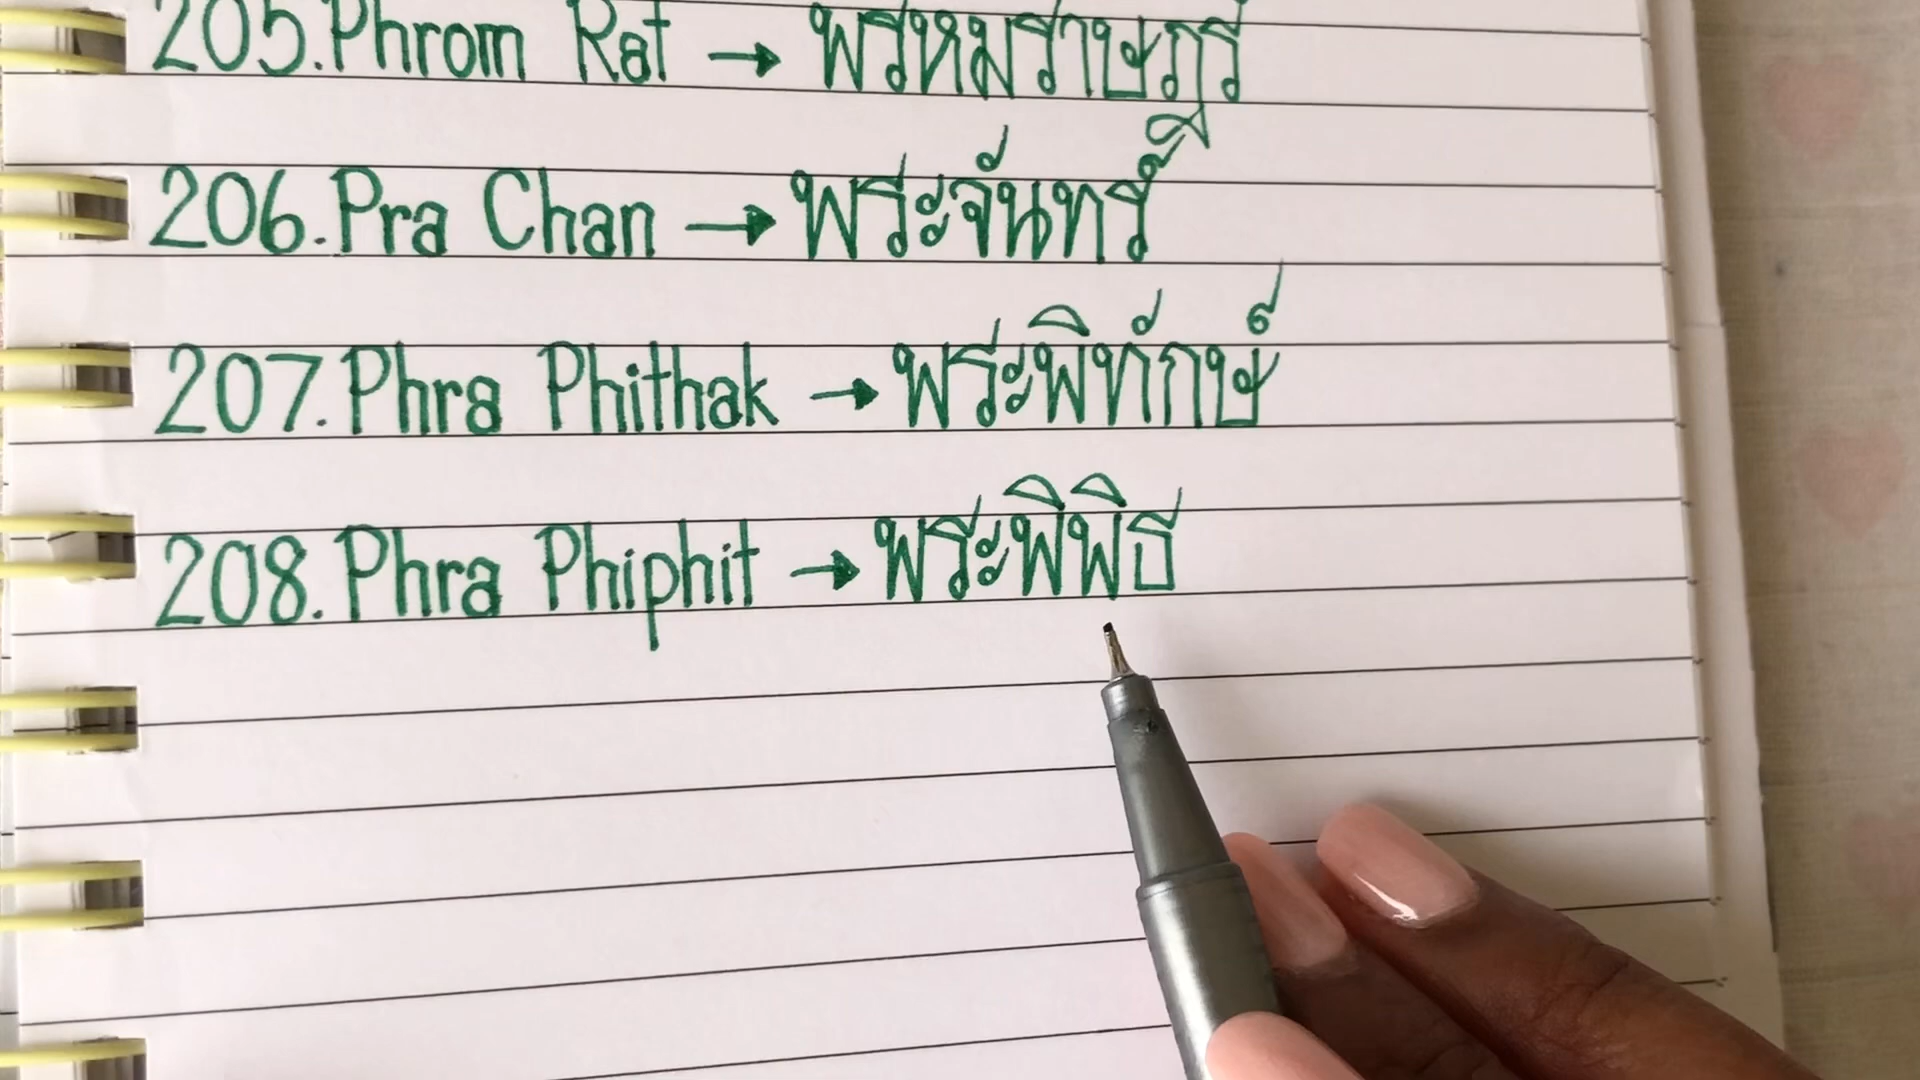 205.Phrom Rat → พรหมราษฎร์
206.Pra Chan → พระจันทร์
207.Phra Phithak → พระพิทักษ์
208.Phra Phiphit → พระพิพิธ